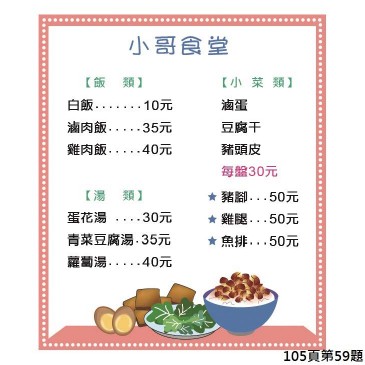 小哥食堂
【飯 類】
白飯.......10元
滷肉飯.....35元
雞肉飯.....40元
【湯 類】
蛋花湯 ....30元
青菜豆腐湯.35元
蘿蔔湯.....40元
【小 菜 類】
滷蛋
豆腐干
豬頭皮
每盤30元
★豬腳...50元
★雞腿...50元
★魚排...50元
105頁第59題